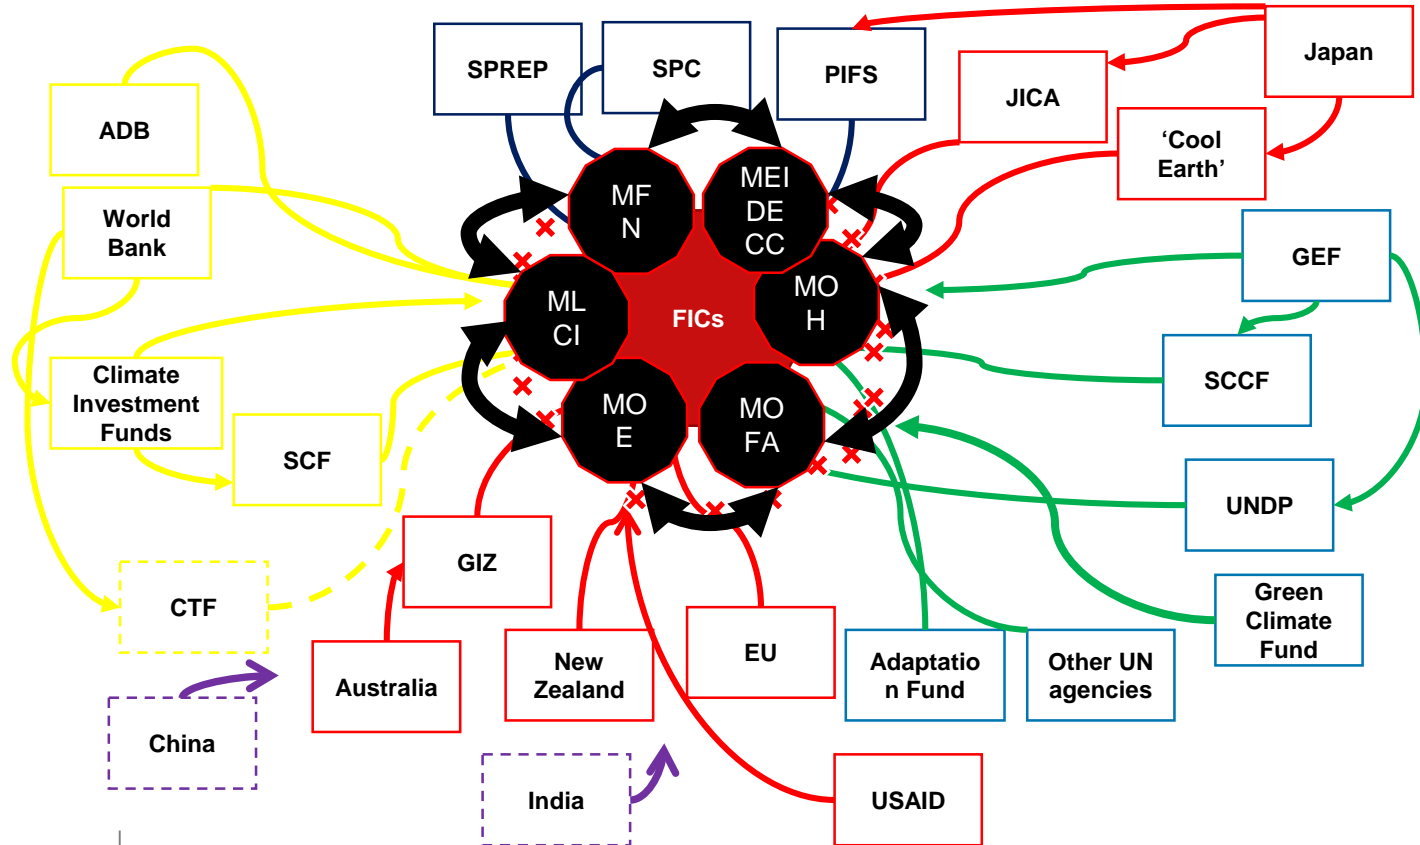 SPREP
SPC
PIFS
Japan
JICA
ADB
‘Cool
Earth’
MF
N
MEI
DE
CC
World
Bank
GEF
ML
CI
FICs
MO
H
Climate
Investment
Funds
SCCF
MO
E
MO
FA
SCF
UNDP
GIZ
CTF
Green
Climate
Fund
Australia
New
Zealand
EU
Adaptatio
n Fund
Other UN
agencies
China
India
USAID